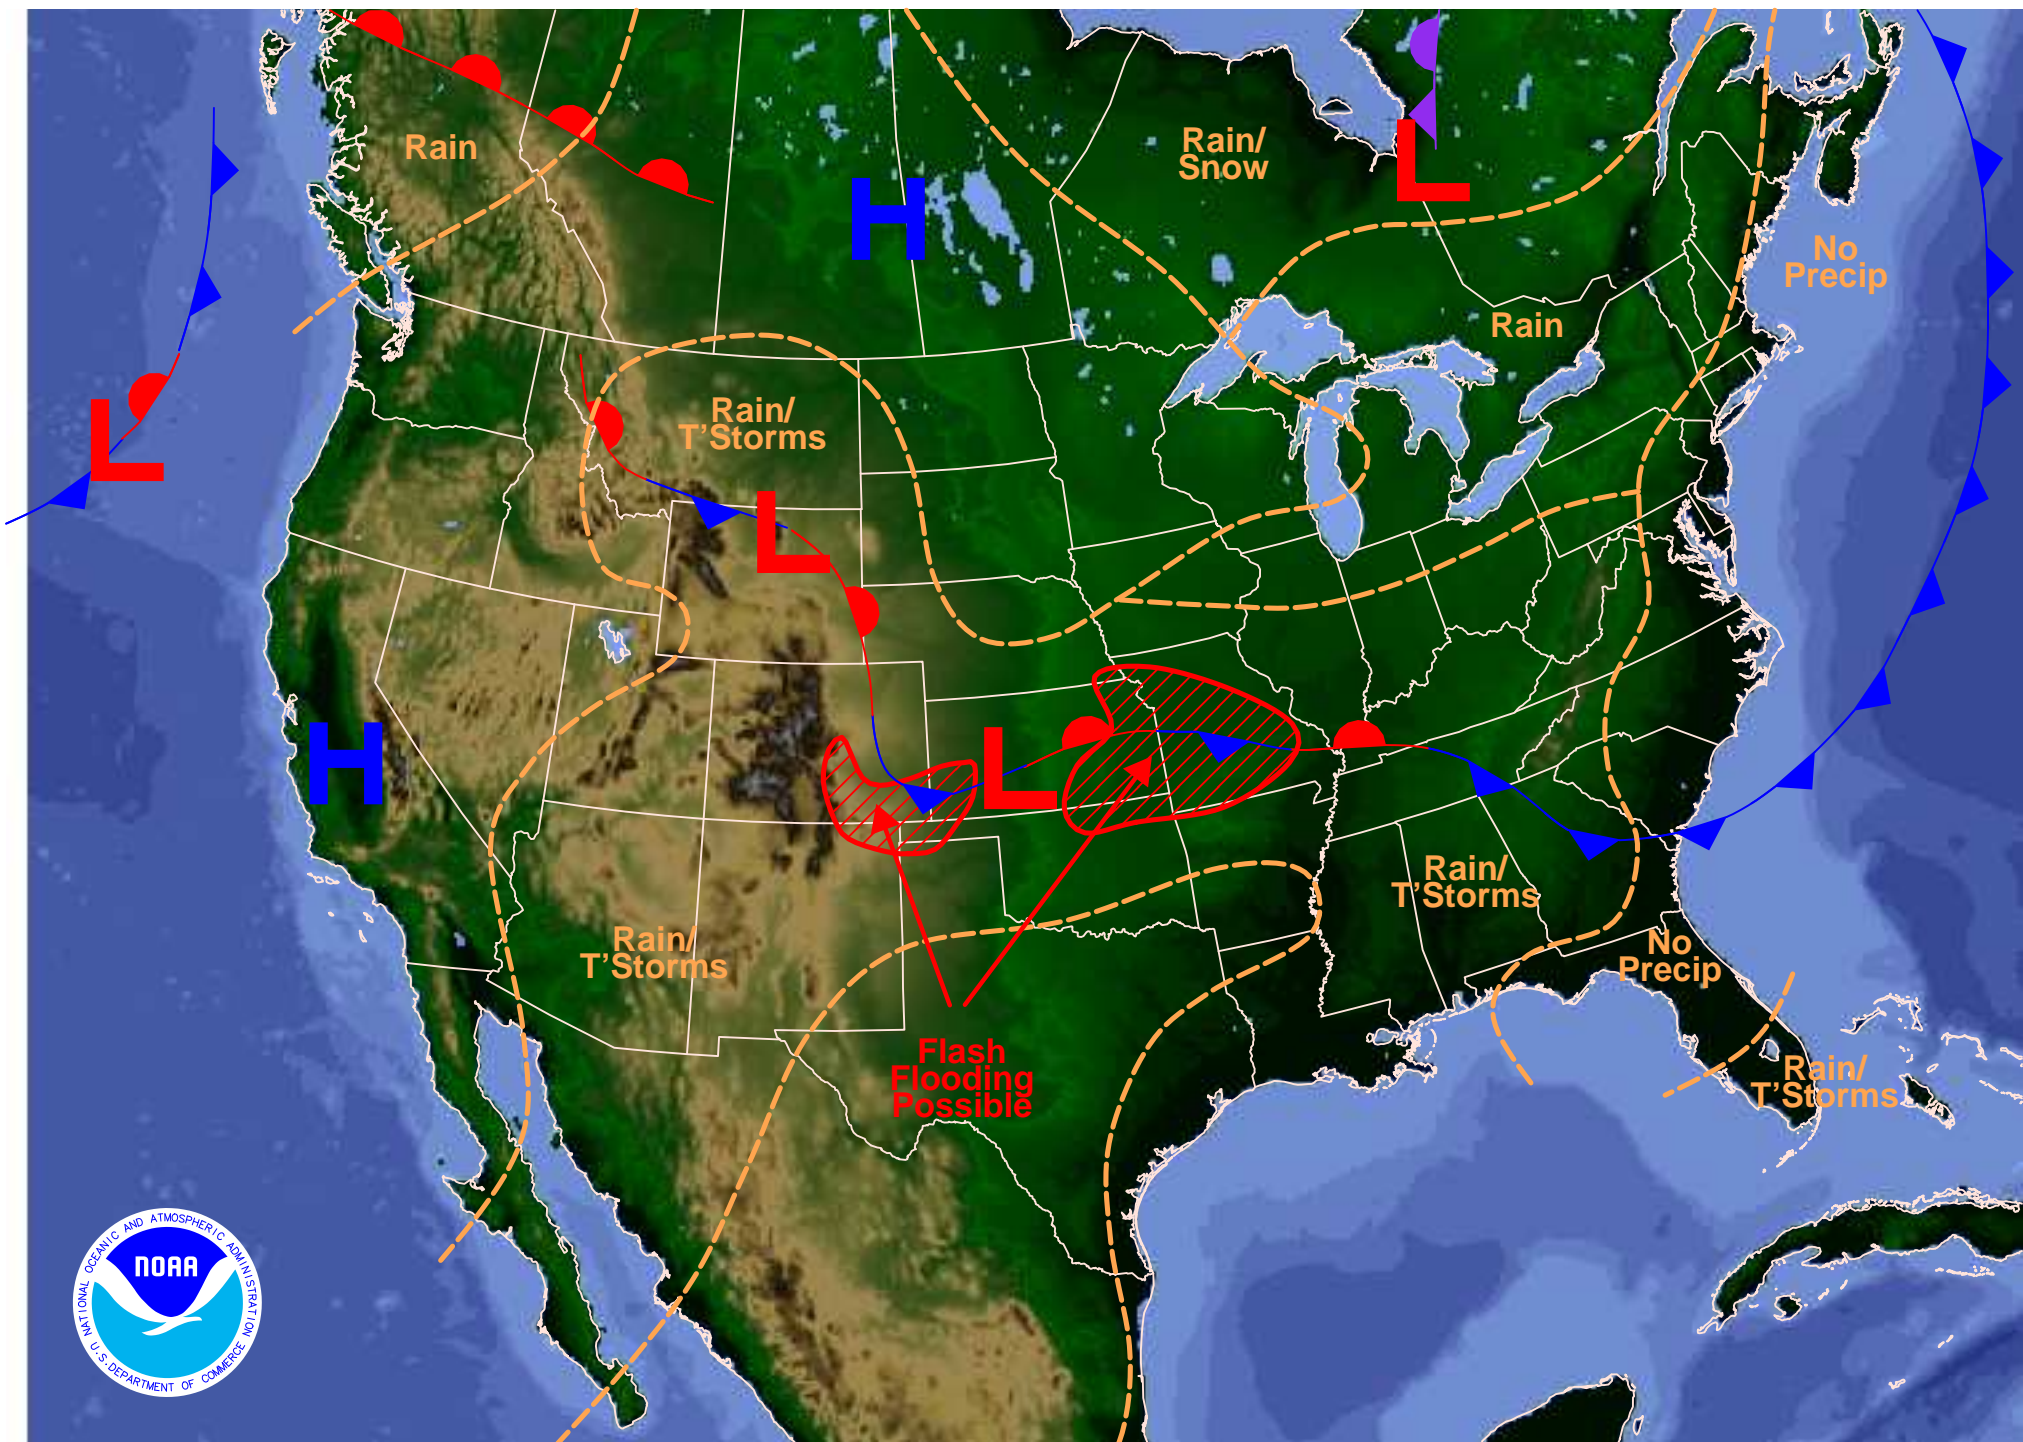 Rain
Rain/
Snow
L
H
No
Precip
Rain
Rain/
T'Storms
L
L
H
L
Rain/
T'Storms
Rain/
T'Storms
No
Precip
Flash
Flooding
Possible
Rain/
T'Storms
NATIONAL OCEANIC AND ATMOSPHERIC ADMINISTRATION
NOAA
U.S. DEPARTMENT OF COMMERCE